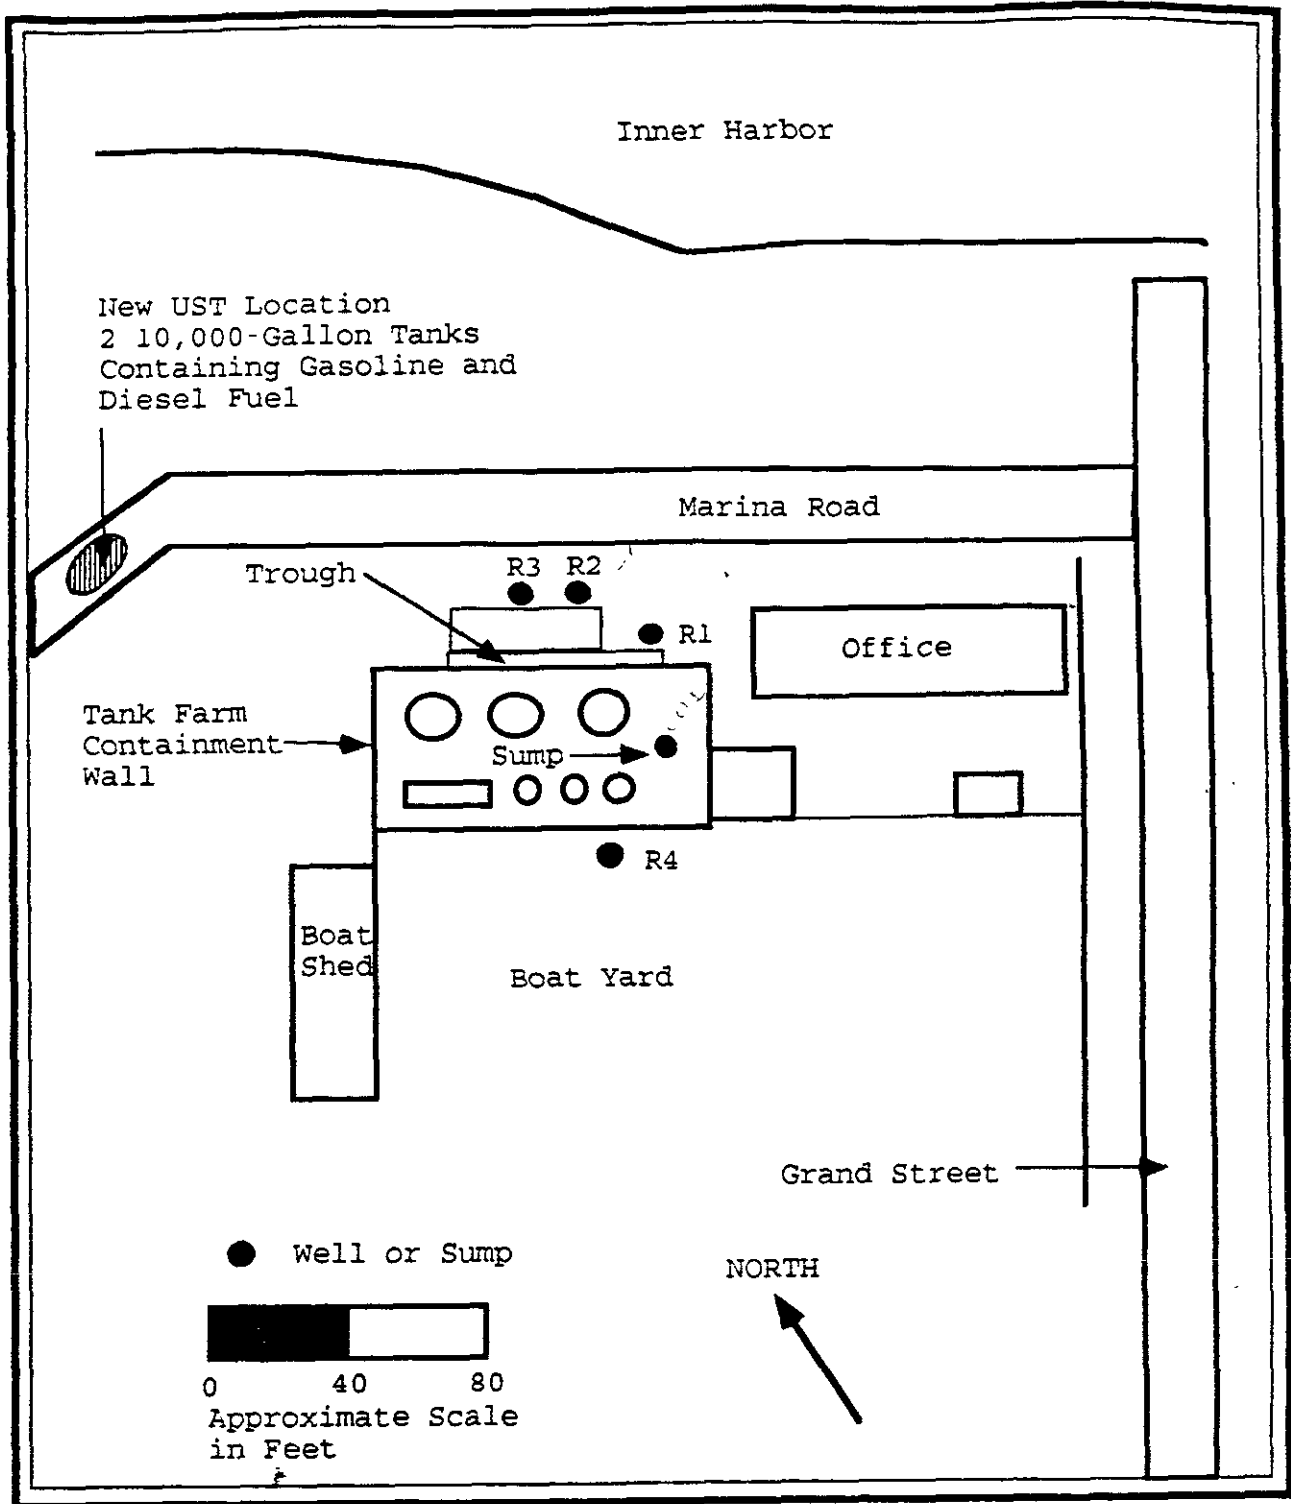 Inner Harbor
New UST Location
2 10,000-Gallon Tanks
Containing Gasoline and
Diesel Fuel
Marina Road
Trough
R3 R2
R1
Office
Tank Farm
Containment
Wall
Sump
R4
Boat
Shed
Boat Yard
Grand Street
Well or Sump
NORTH
0 40 80
Approximate Scale
in Feet